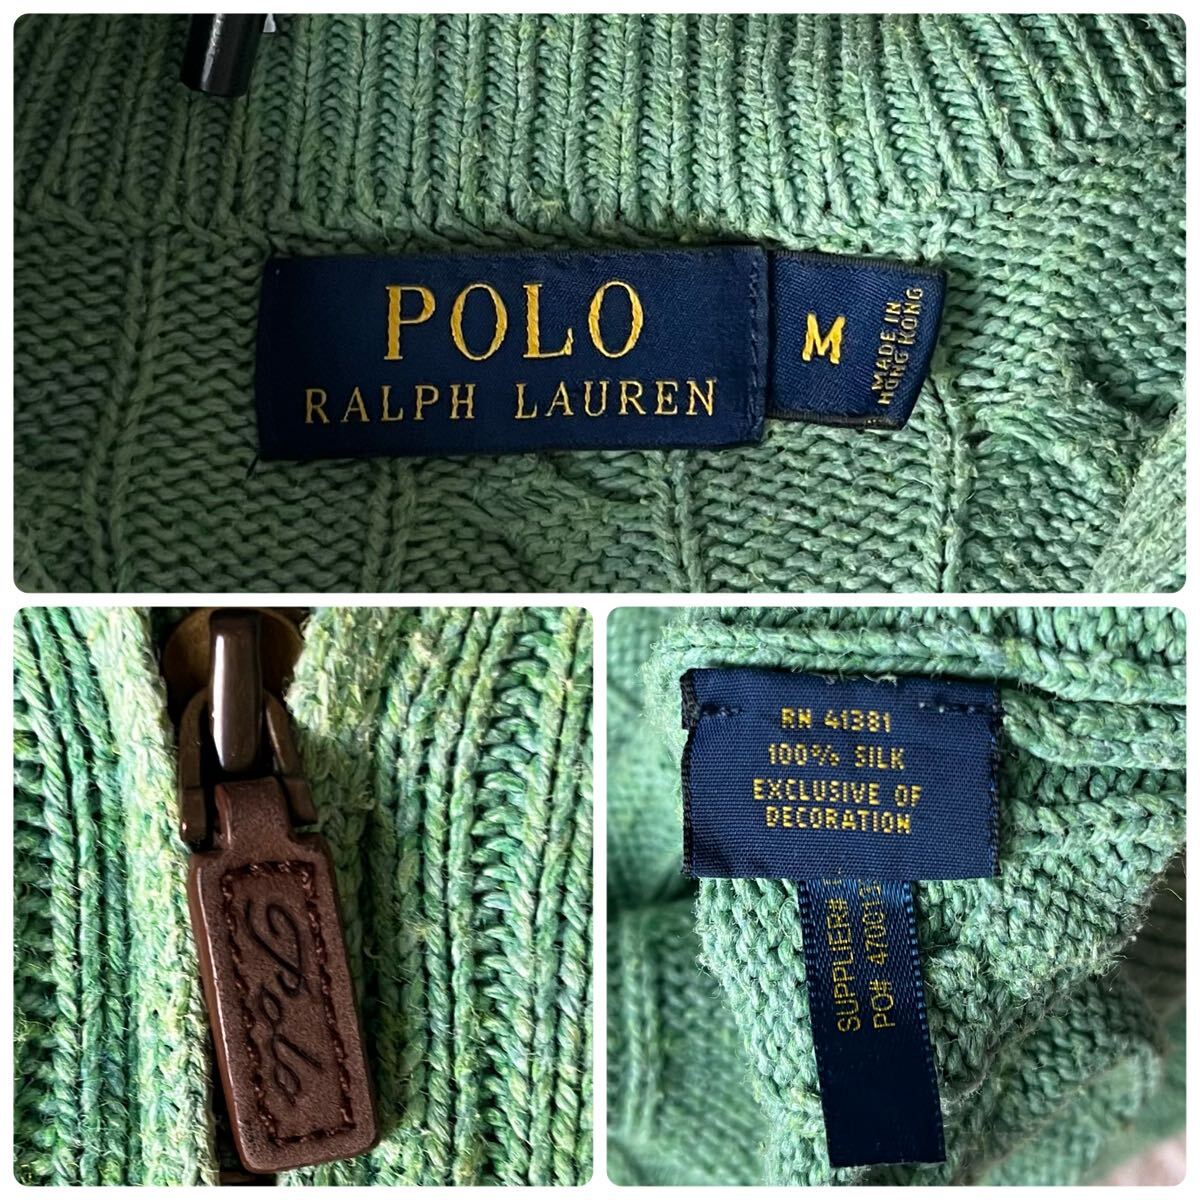 POLO
RALPH LAUREN
M
MADE IN
HONG KONG
Polo
RN 41381
100% SILK
EXCLUSIVE OF
DECORATION
SUPPLIER#
PO#